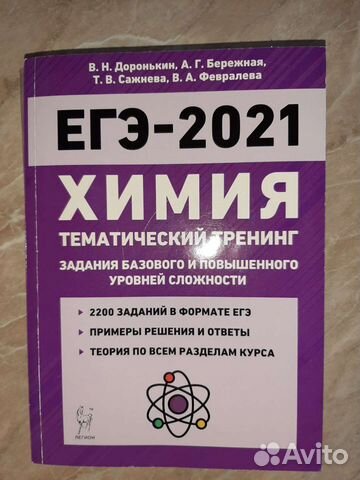 В. Н. Доронькин, А. Г. Бережная,
Т. В. Сажнева, В. А. Февралева
ЕГЭ-2021
ХИМИЯ
ТЕМАТИЧЕСКИЙ ТРЕНИНГ
ЗАДАНИЯ БАЗОВОГО И ПОВЫШЕННОГО
УРОВНЕЙ СЛОЖНОСТИ
2200 ЗАДАНИЙ В ФОРМАТЕ ЕГЭ
ПРИМЕРЫ РЕШЕНИЯ И ОТВЕТЫ
ТЕОРИЯ ПО ВСЕМ РАЗДЕЛАМ КУРСА
ЛЕГИОН
Avito